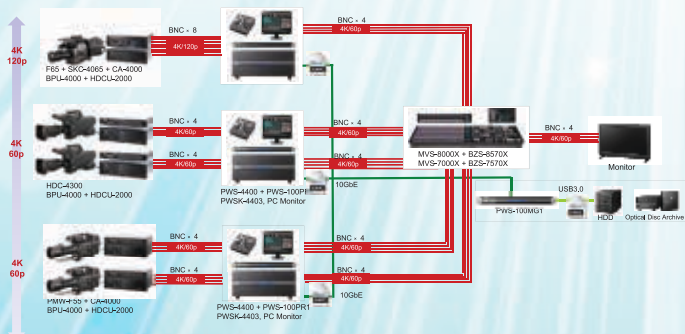 4K
120p
BNC × 8
4K/120p
F65 + SKC-4065 + CA-4000
BPU-4000 + HDCU-2000
BNC × 4
4K/60p
4K
60p
BNC × 4
4K/60p
BNC × 4
4K/60p
HDC-4300
BPU-4000 + HDCU-2000
PWS-4400 + PWS-100PR1
PWSK-4403, PC Monitor
BNC × 4
4K/60p
BNC × 4
4K/60p
10GbE
MVS-8000X + BZS-8570X
MVS-7000X + BZS-7570X
BNC × 4
4K/60p
Monitor
PWS-100MG1
USB3.0
HDD
Optical Disc Archive
4K
60p
BNC × 4
4K/60p
BNC × 4
4K/60p
PMW-F55 + CA-4000
BPU-4000 + HDCU-2000
PWS-4400 + PWS-100PR1
PWSK-4403, PC Monitor
BNC × 4
4K/60p
BNC × 4
4K/60p
10GbE